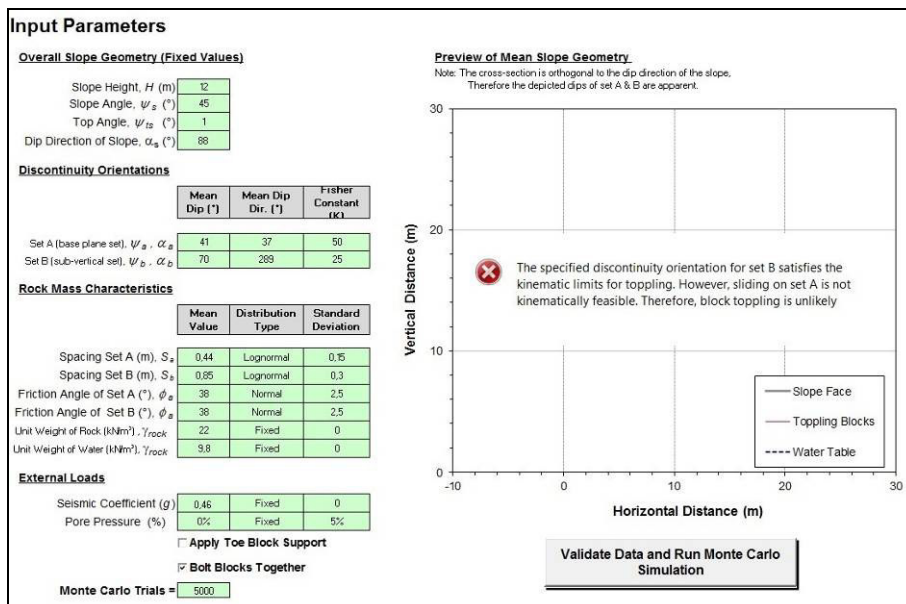 Input Parameters
Overall Slope Geometry (Fixed Values)
Slope Height, H (m) 12
Slope Angle, ψs (°) 45
Top Angle, ψts (°) 1
Dip Direction of Slope, αs (°) 88
Discontinuity Orientations
Mean Dip (°) Mean Dip Dir. (°) Fisher Constant (K)
Set A (base plane set), ψa , αa 41 37 50
Set B (sub-vertical set), ψb , αb 70 289 25
Rock Mass Characteristics
Mean Value Distribution Type Standard Deviation
Spacing Set A (m), Sa 0,44 Lognormal 0,15
Spacing Set B (m), Sb 0,85 Lognormal 0,3
Friction Angle of Set A (°), ϕa 38 Normal 2,5
Friction Angle of Set B (°), ϕa 38 Normal 2,5
Unit Weight of Rock (kN/m³) , γrock 22 Fixed 0
Unit Weight of Water (kN/m³), γrock 9,8 Fixed 0
External Loads
Seismic Coefficient (g) 0,46 Fixed 0
Pore Pressure (%) 0% Fixed 5%
Apply Toe Block Support
Bolt Blocks Together
Monte Carlo Trials = 5000
Preview of Mean Slope Geometry
Note: The cross-section is orthogonal to the dip direction of the slope,
Therefore the depicted dips of set A & B are apparent.
Vertical Distance (m)
30
20
10
0
The specified discontinuity orientation for set B satisfies the
kinematic limits for toppling. However, sliding on set A is not
kinematically feasible. Therefore, block toppling is unlikely
Slope Face
Toppling Blocks
Water Table
-10 0 10 20 30
Horizontal Distance (m)
Validate Data and Run Monte Carlo
Simulation